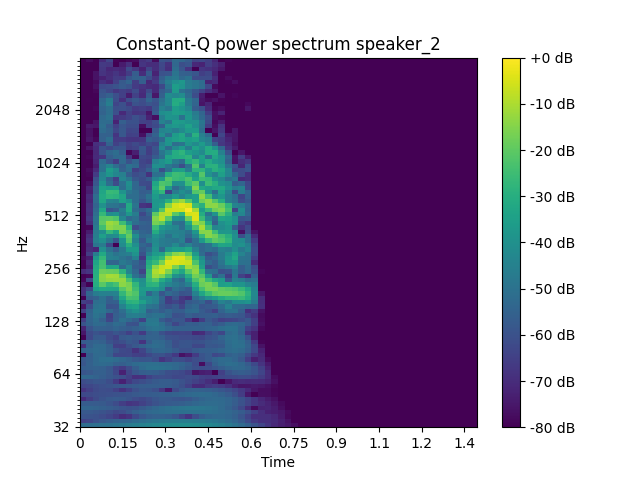 Constant-Q power spectrum speaker_2
Hz
2048
1024
512
256
128
64
32
0 0.15 0.3 0.45 0.6 0.75 0.9 1.1 1.2 1.4
Time
+0 dB
-10 dB
-20 dB
-30 dB
-40 dB
-50 dB
-60 dB
-70 dB
-80 dB